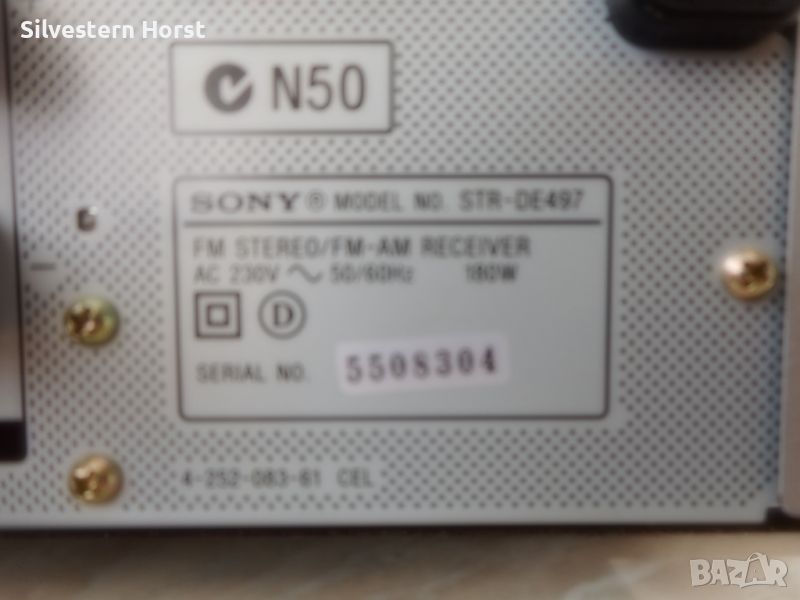 Silvestern Horst
N50
SONY® MODEL NO. STR-DE497
FM STEREO/FM-AM RECEIVER
AC 230V ~ 50/60Hz 180W
D
SERIAL NO. 5508304
4-252-083-61 CEL
BAZAR